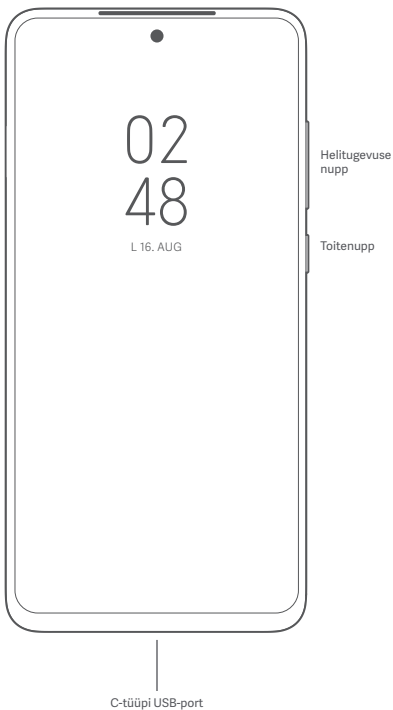 02
48
L 16. AUG
Helitugevuse
nupp
Toitenupp
C-tüüpi USB-port